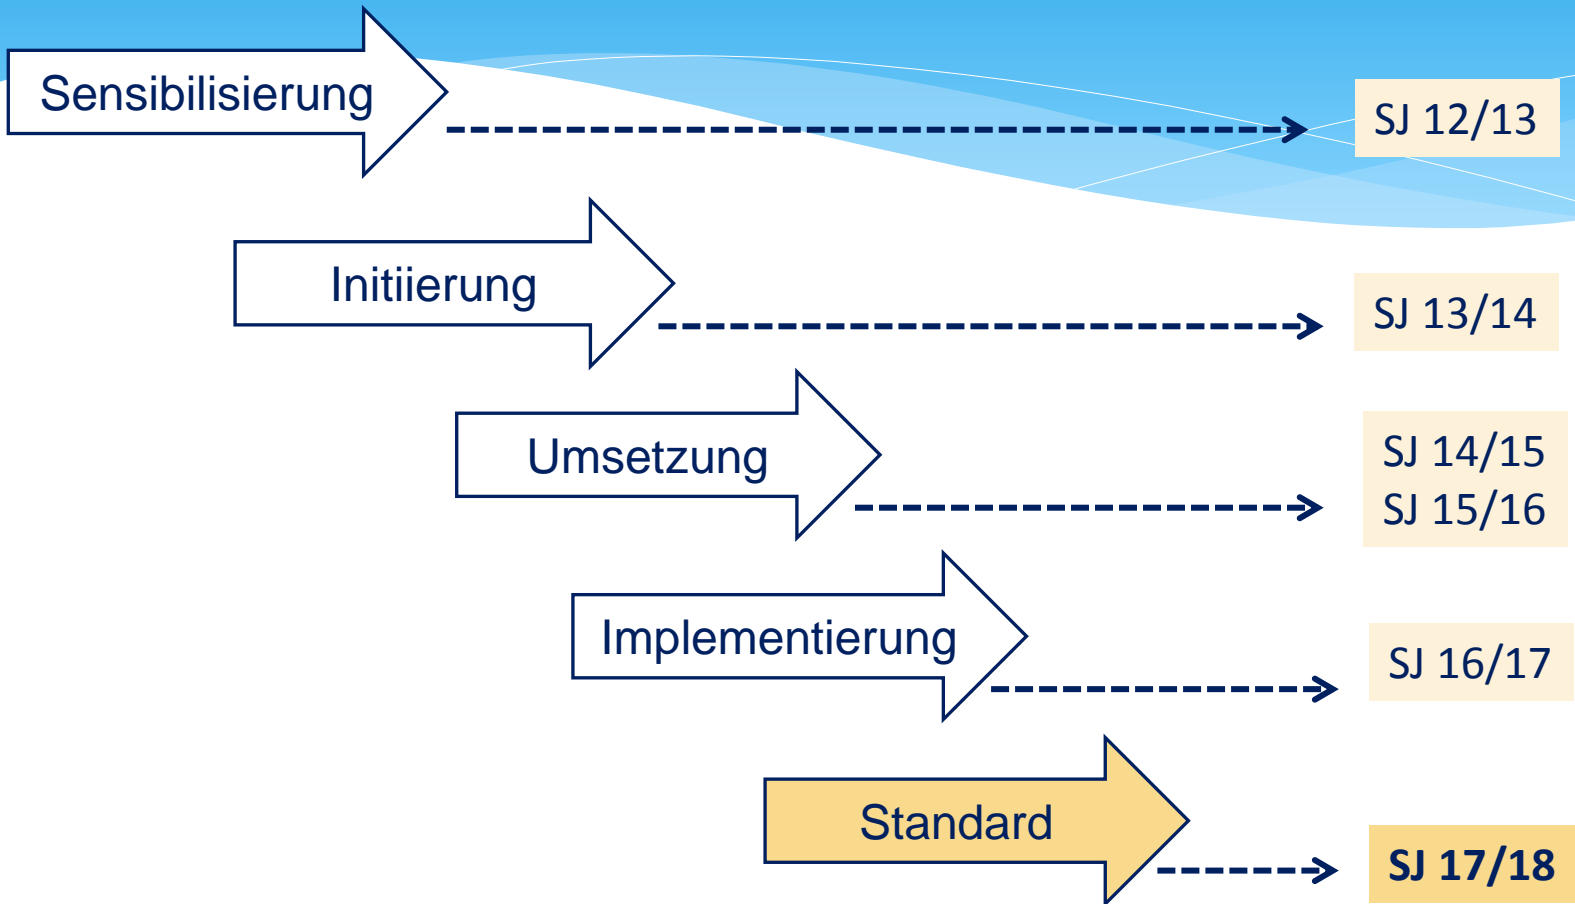 Sensibilisierung
SJ 12/13
Initiierung
SJ 13/14
Umsetzung
SJ 14/15
SJ 15/16
Implementierung
SJ 16/17
Standard
SJ 17/18